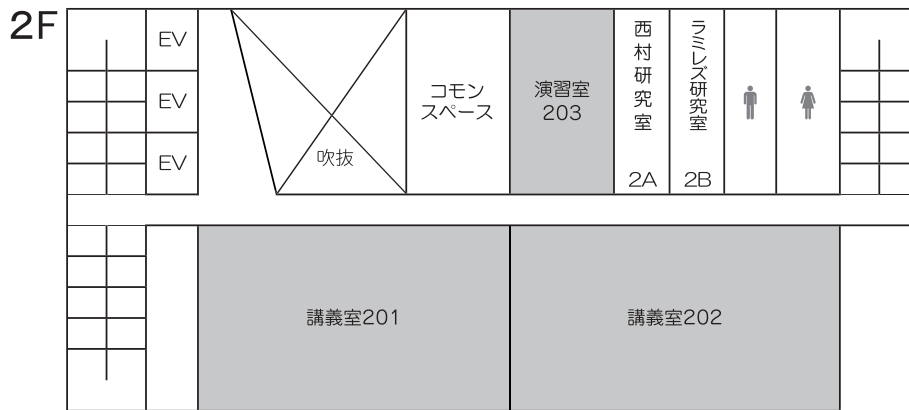 2F
EV
EV
EV
吹抜
コモン
スペース
演習室
203
西村研究室
2A
ラミレズ研究室
2B
講義室201
講義室202